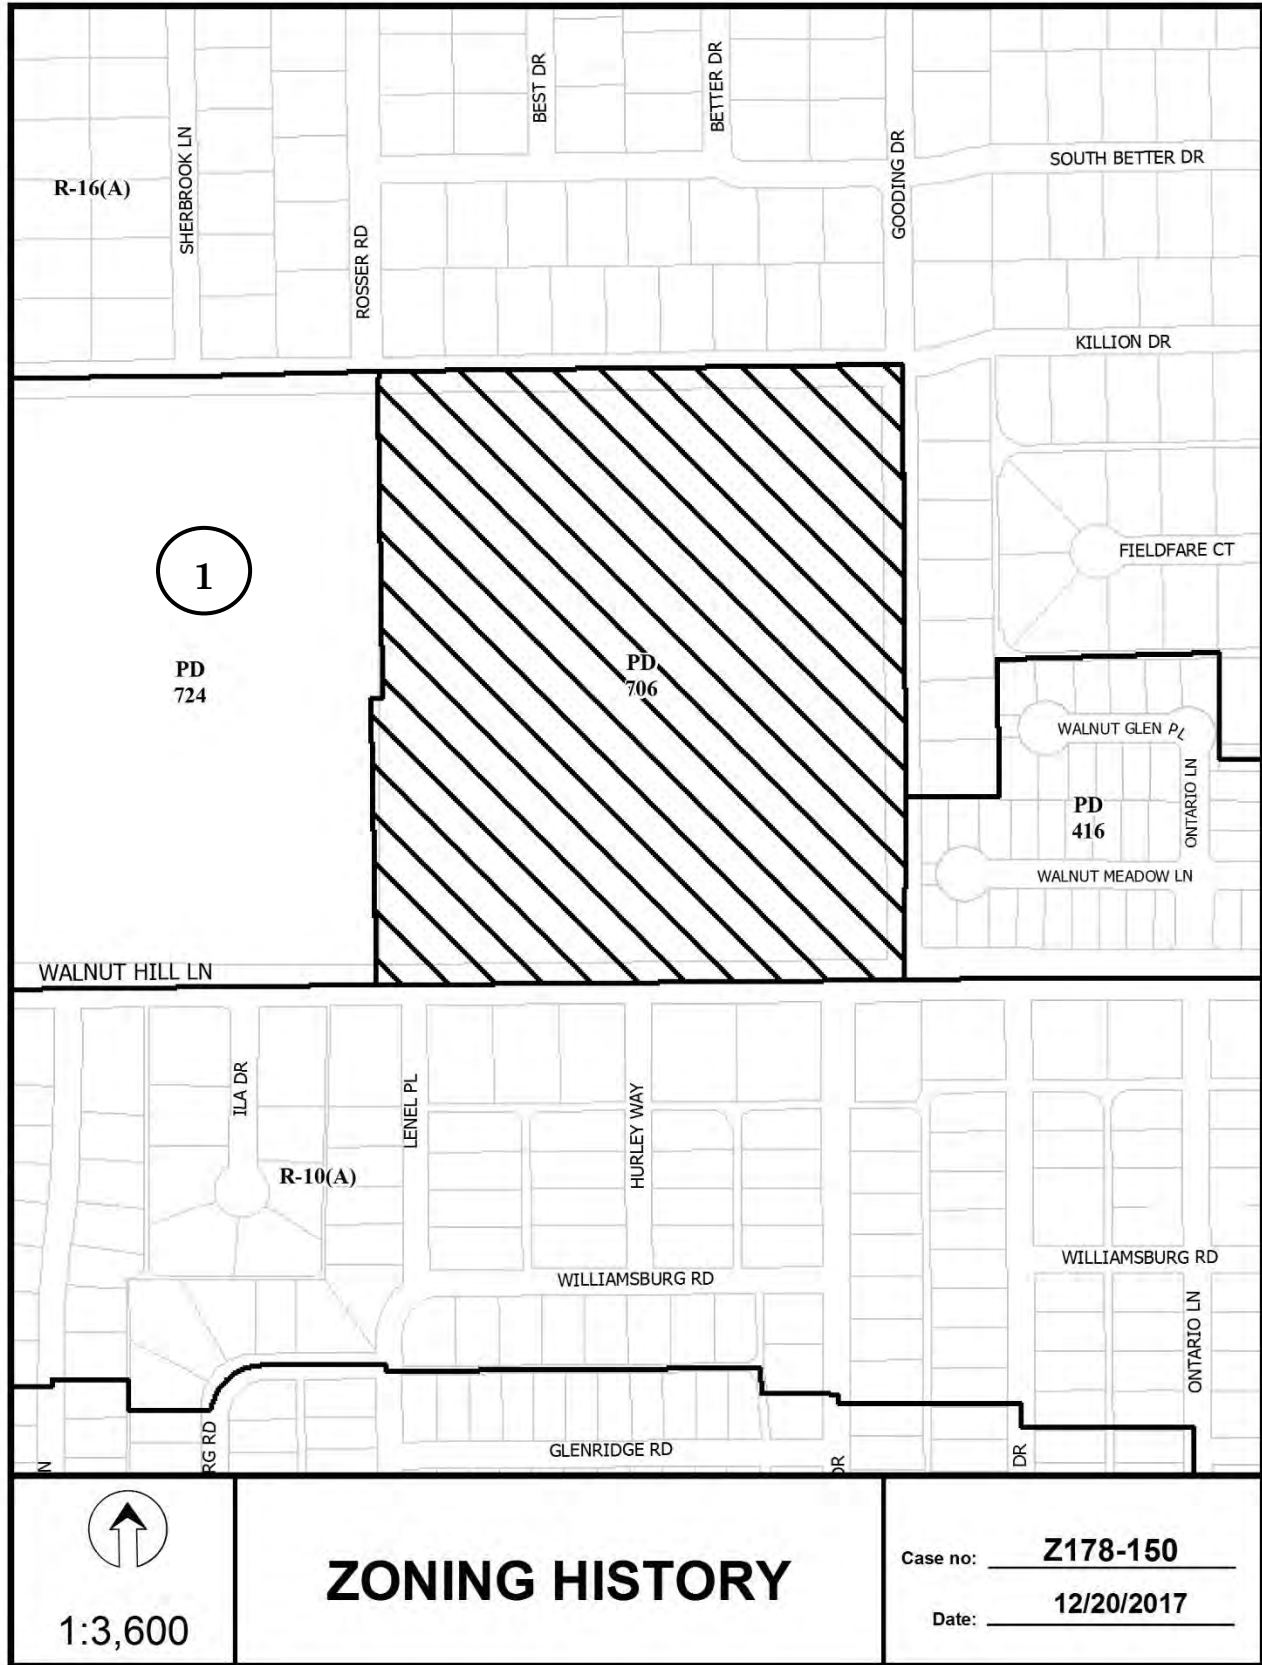 BEST DR
BETTER DR
SHERBROOK LN
GOODING DR
SOUTH BETTER DR
R-16(A)
ROSSER RD
KILLION DR
1
FIELDFARE CT
PD
724
PD
706
WALNUT GLEN PL
ONTARIO LN
PD
416
WALNUT MEADOW LN
WALNUT HILL LN
ILA DR
LENEL PL
HURLEY WAY
R-10(A)
WILLIAMSBURG RD
WILLIAMSBURG RD
ONTARIO LN
GLENRIDGE RD
N
RG RD
DR
DR
1:3,600
ZONING HISTORY
Case no: Z178-150
Date: 12/20/2017